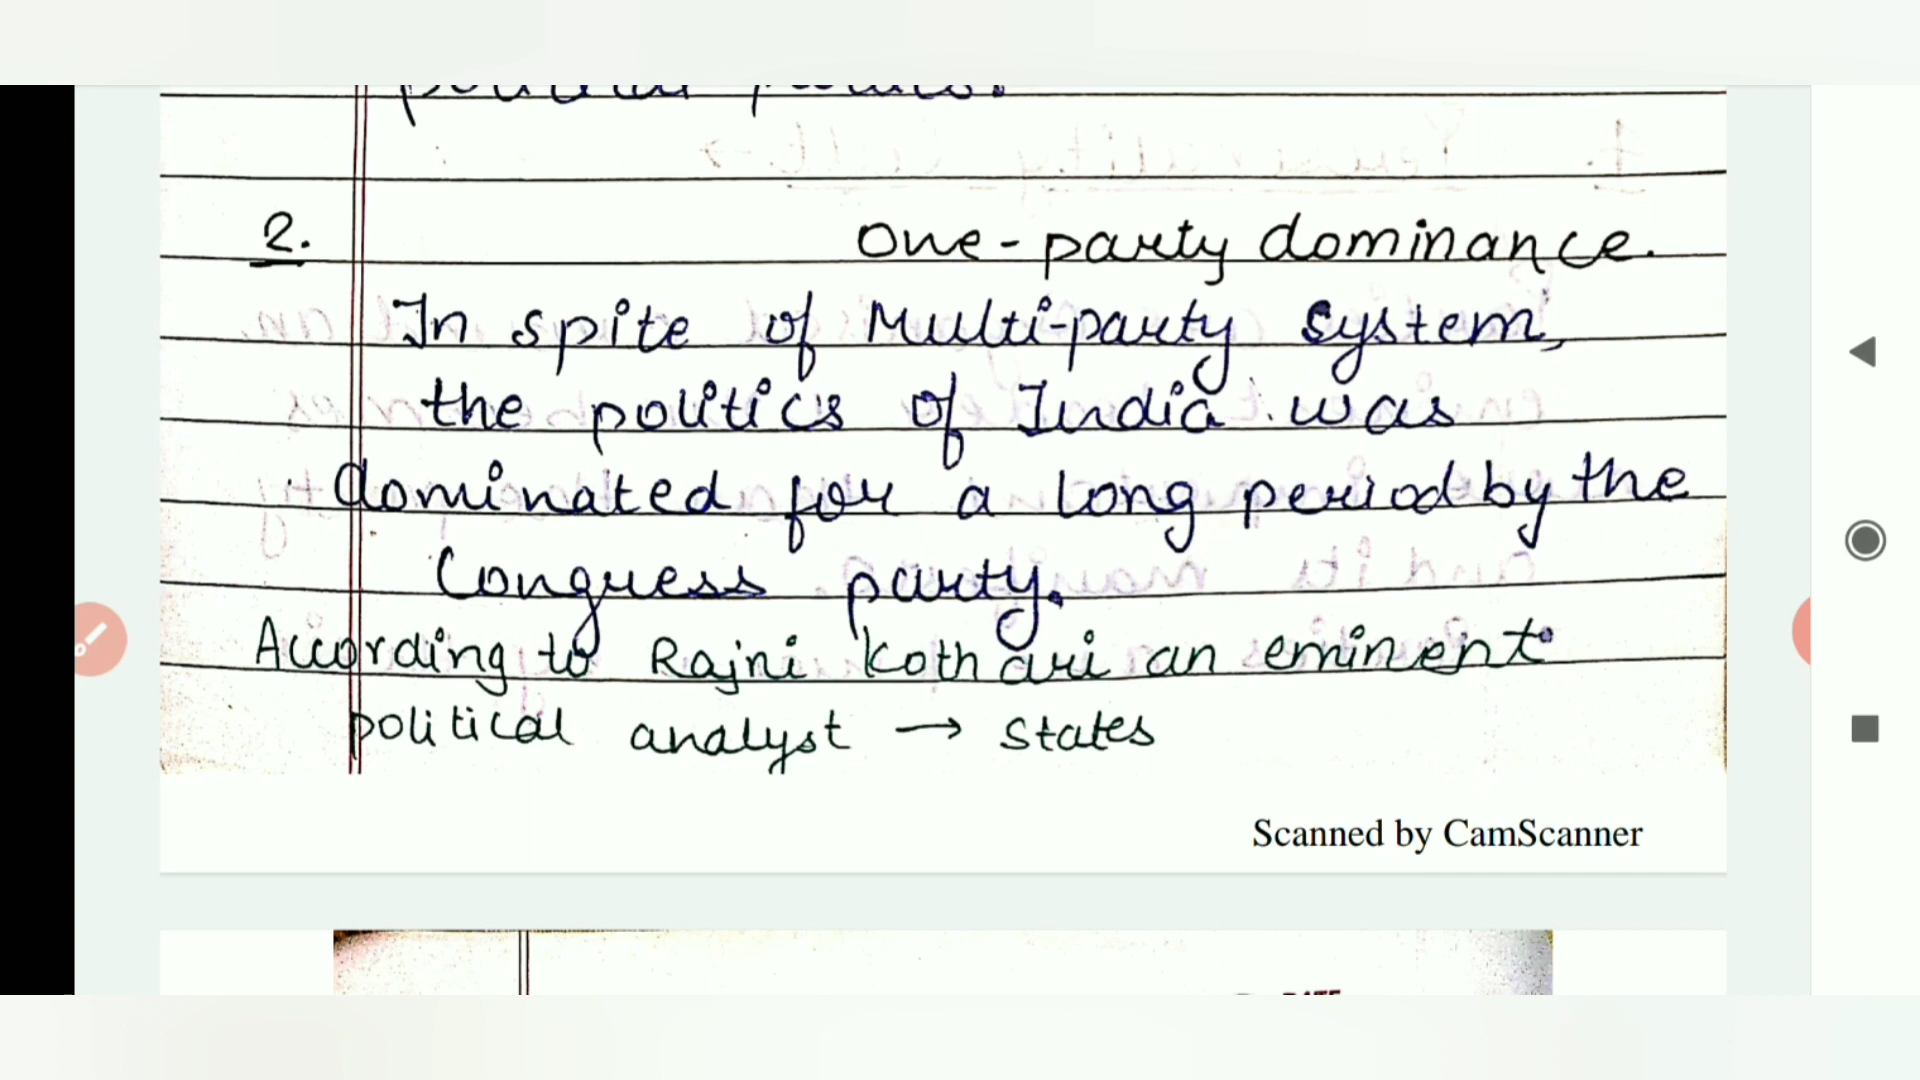 2. One-party dominance.
In spite of Multi-party system,
the politics of India was
dominated for a long period by the
Congress party.
According to Rajni Kothari an eminent
political analyst → states
Scanned by CamScanner